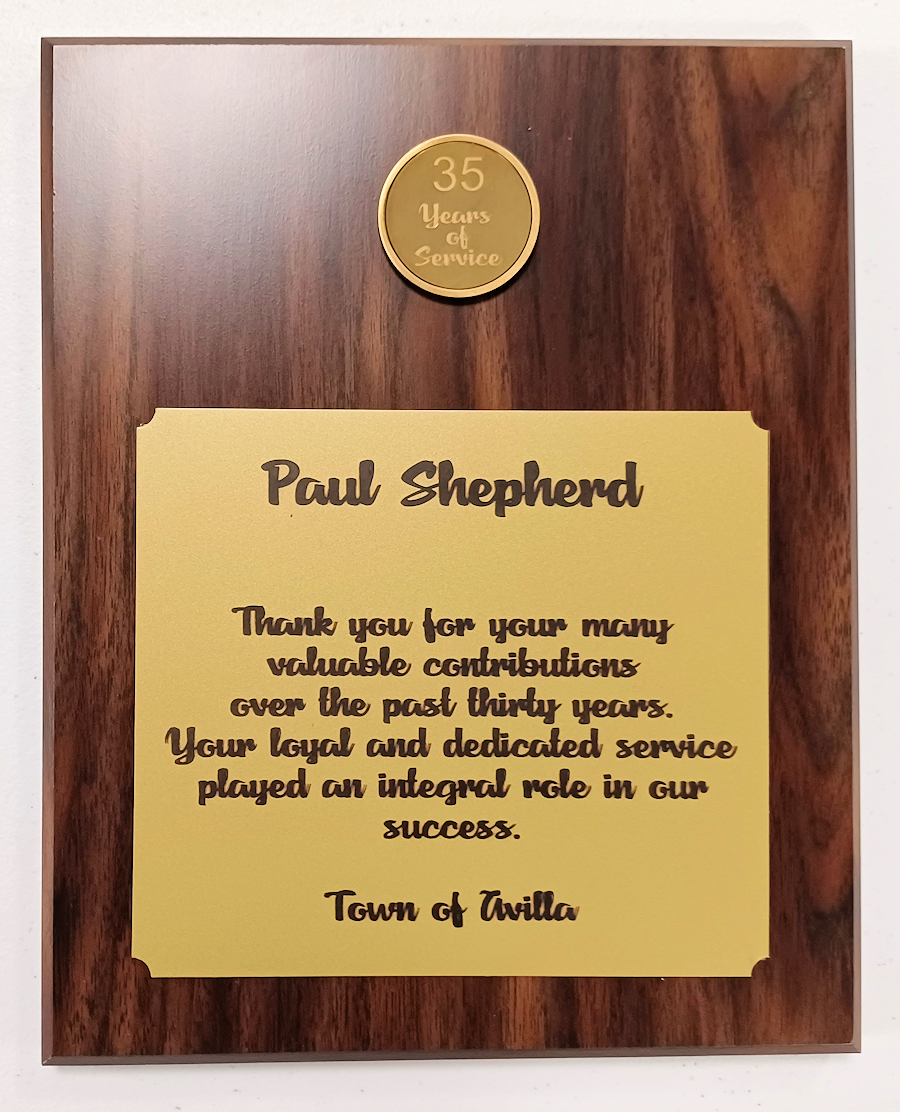 35
Years
of
Service
Paul Shepherd
Thank you for your many
valuable contributions
over the past thirty years.
Your loyal and dedicated service
played an integral role in our
success.
Town of Avilla